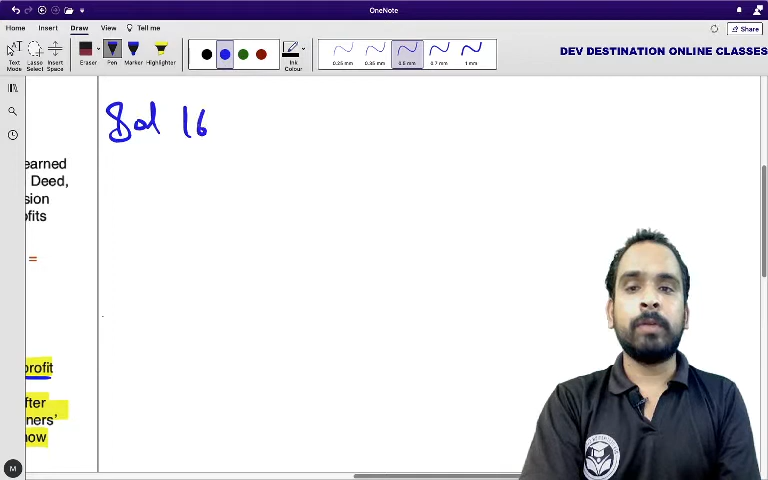 OneNote
Home Insert Draw View Tell me
Share
Text Mode
Lasso Select
Insert Space
Eraser
Pen
Marker
Highlighter
Ink Colour
0.25 mm
0.35 mm
0.5 mm
0.7 mm
1 mm
DEV DESTINATION ONLINE CLASSES
Sol 16
earned
Deed,
sion
fits
=
profit
fter
ners'
how
M